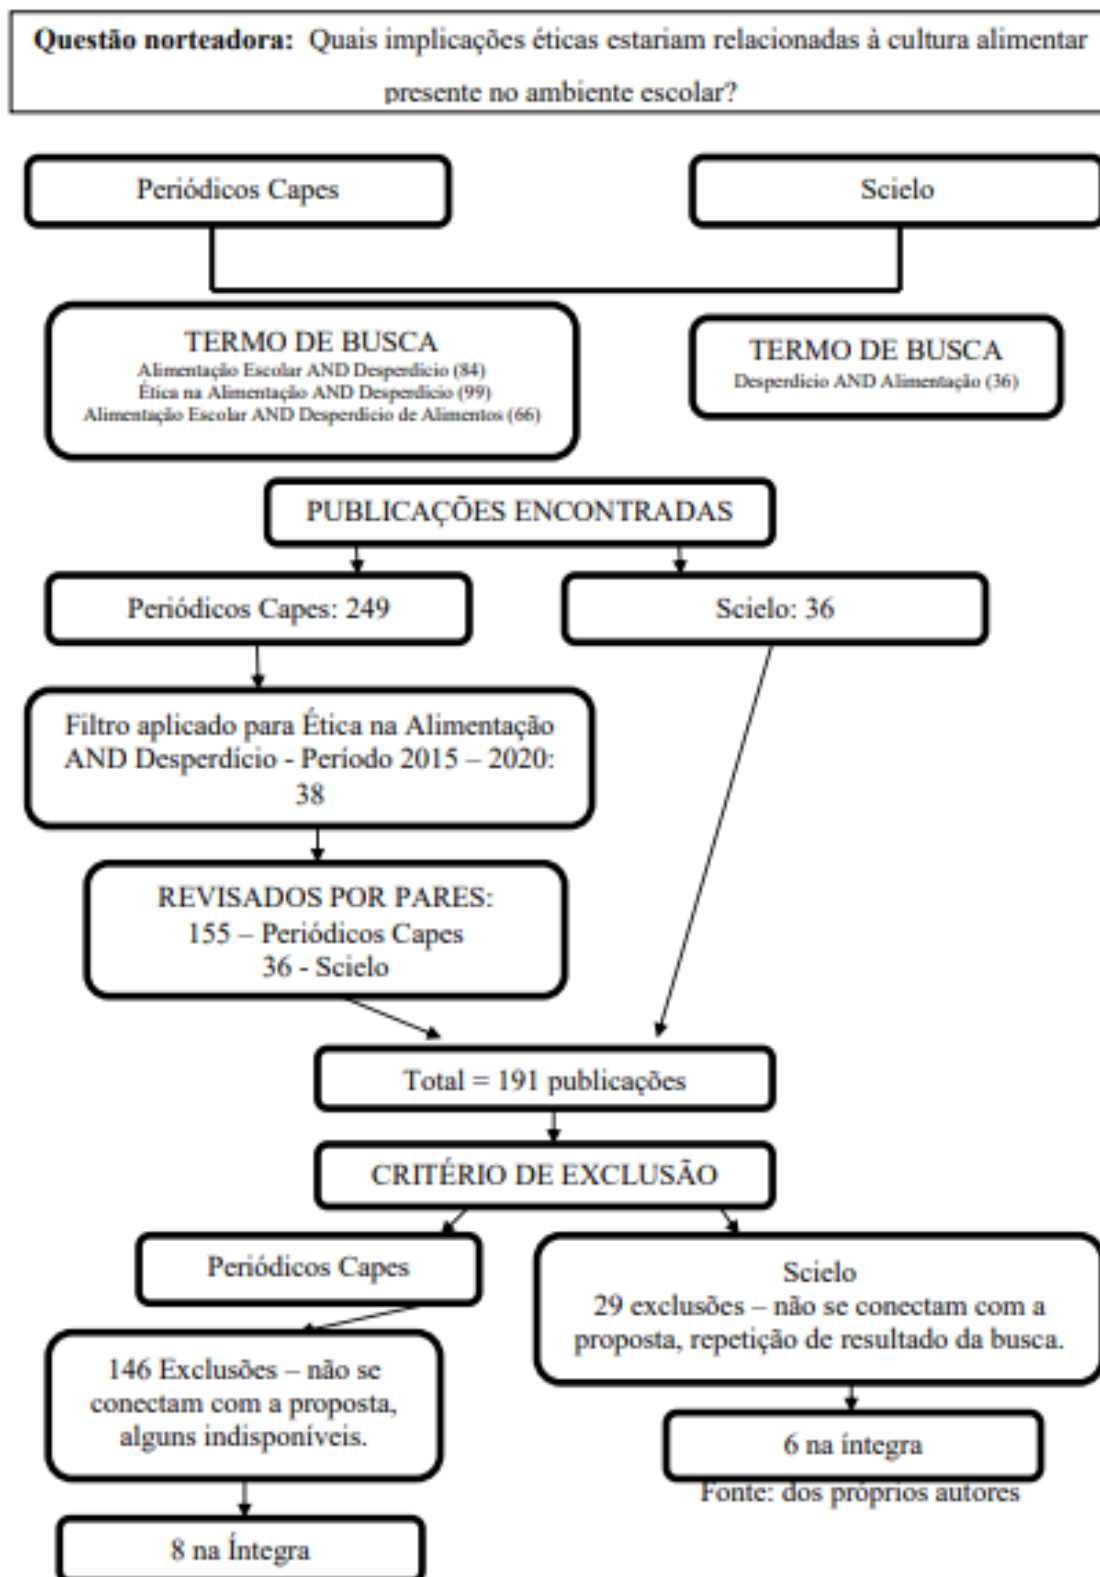 Questão norteadora: Quais implicações éticas estariam relacionadas à cultura alimentar
presente no ambiente escolar?
Periódicos Capes
Scielo
TERMO DE BUSCA
Alimentação Escolar AND Desperdício (84)
Ética na Alimentação AND Desperdício (99)
Alimentação Escolar AND Desperdício de Alimentos (66)
TERMO DE BUSCA
Desperdício AND Alimentação (36)
PUBLICAÇÕES ENCONTRADAS
Periódicos Capes: 249
Scielo: 36
Filtro aplicado para Ética na Alimentação
AND Desperdício - Período 2015 – 2020:
38
REVISADOS POR PARES:
155 – Periódicos Capes
36 - Scielo
Total = 191 publicações
CRITÉRIO DE EXCLUSÃO
Periódicos Capes
Scielo
29 exclusões – não se conectam com a
proposta, repetição de resultado da busca.
146 Exclusões – não se
conectam com a proposta,
alguns indisponíveis.
6 na íntegra
Fonte: dos próprios autores
8 na Íntegra